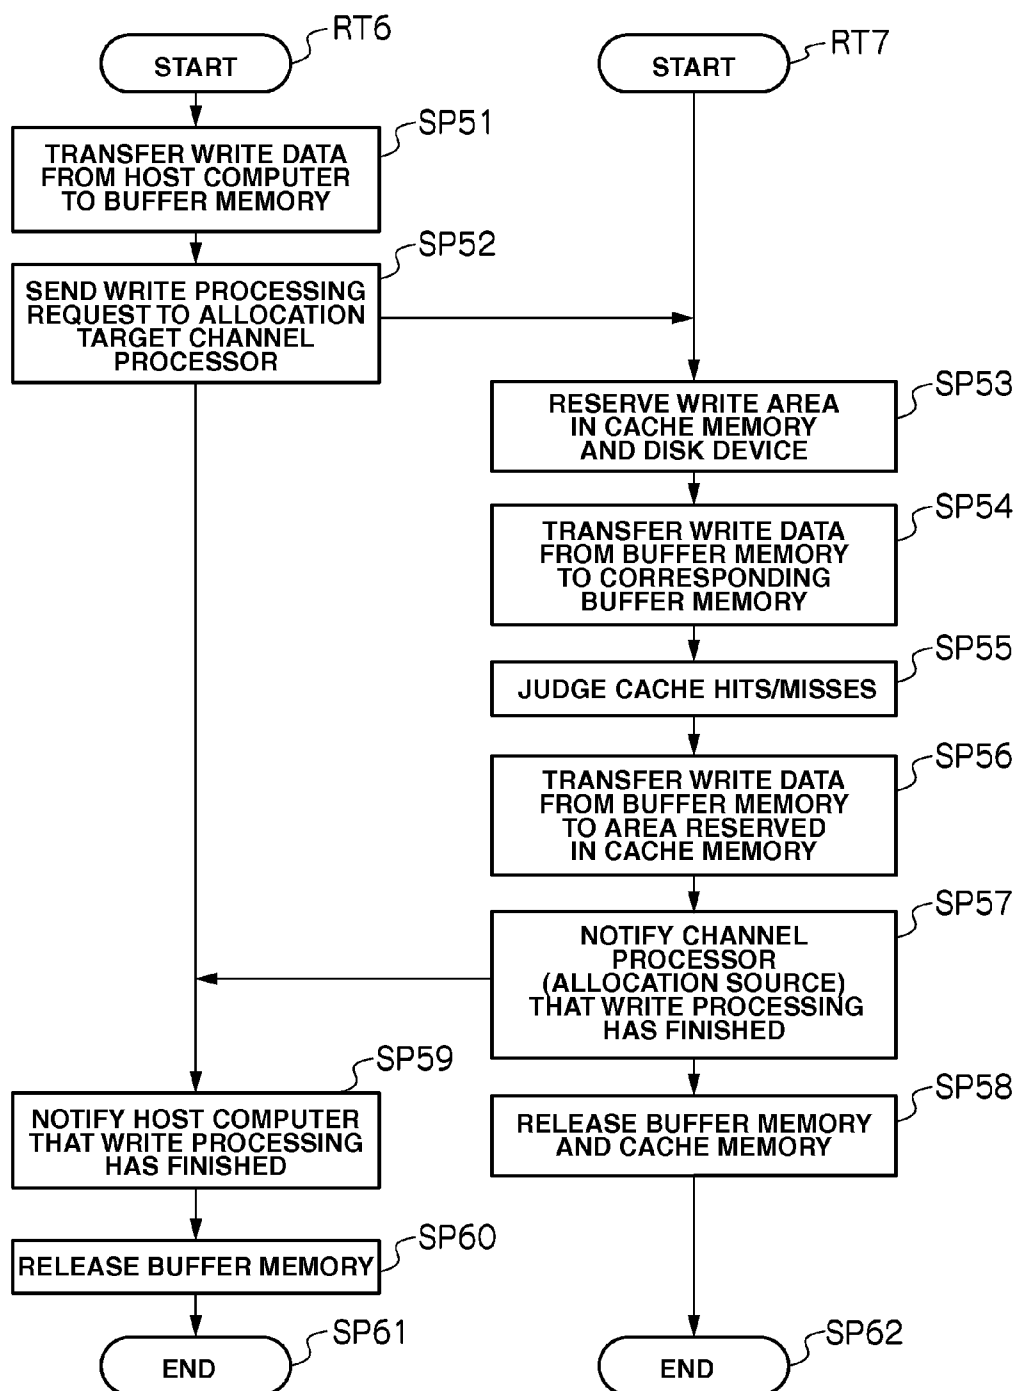 RT6
START
RT7
START
SP51
TRANSFER WRITE DATA
FROM HOST COMPUTER
TO BUFFER MEMORY
SP52
SEND WRITE PROCESSING
REQUEST TO ALLOCATION
TARGET CHANNEL
PROCESSOR
SP53
RESERVE WRITE AREA
IN CACHE MEMORY
AND DISK DEVICE
SP54
TRANSFER WRITE DATA
FROM BUFFER MEMORY
TO CORRESPONDING
BUFFER MEMORY
SP55
JUDGE CACHE HITS/MISSES
SP56
TRANSFER WRITE DATA
FROM BUFFER MEMORY
TO AREA RESERVED
IN CACHE MEMORY
SP57
NOTIFY CHANNEL
PROCESSOR
(ALLOCATION SOURCE)
THAT WRITE PROCESSING
HAS FINISHED
SP59
NOTIFY HOST COMPUTER
THAT WRITE PROCESSING
HAS FINISHED
SP58
RELEASE BUFFER MEMORY
AND CACHE MEMORY
SP60
RELEASE BUFFER MEMORY
SP61
END
SP62
END